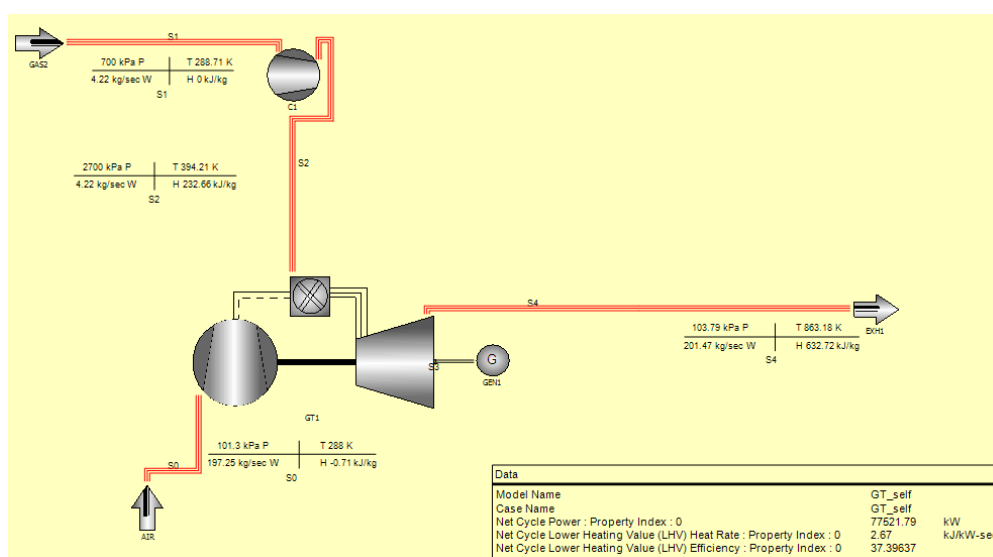 S1
GAS2
700 kPa P T 288.71 K
4.22 kg/sec W H 0 kJ/kg
S1
C1
S2
2700 kPa P T 394.21 K
4.22 kg/sec W H 232.66 kJ/kg
S2
S4
EXH1
103.79 kPa P T 863.18 K
201.47 kg/sec W H 632.72 kJ/kg
S4
G
S3
GEN1
GT1
101.3 kPa P T 288 K
197.25 kg/sec W H -0.71 kJ/kg
S0
S0
AIR
Data
Model Name GT_self
Case Name GT_self
Net Cycle Power : Property Index : 0 77521.79 kW
Net Cycle Lower Heating Value (LHV) Heat Rate : Property Index : 0 2.67 kJ/kW-sec
Net Cycle Lower Heating Value (LHV) Efficiency : Property Index : 0 37.39637